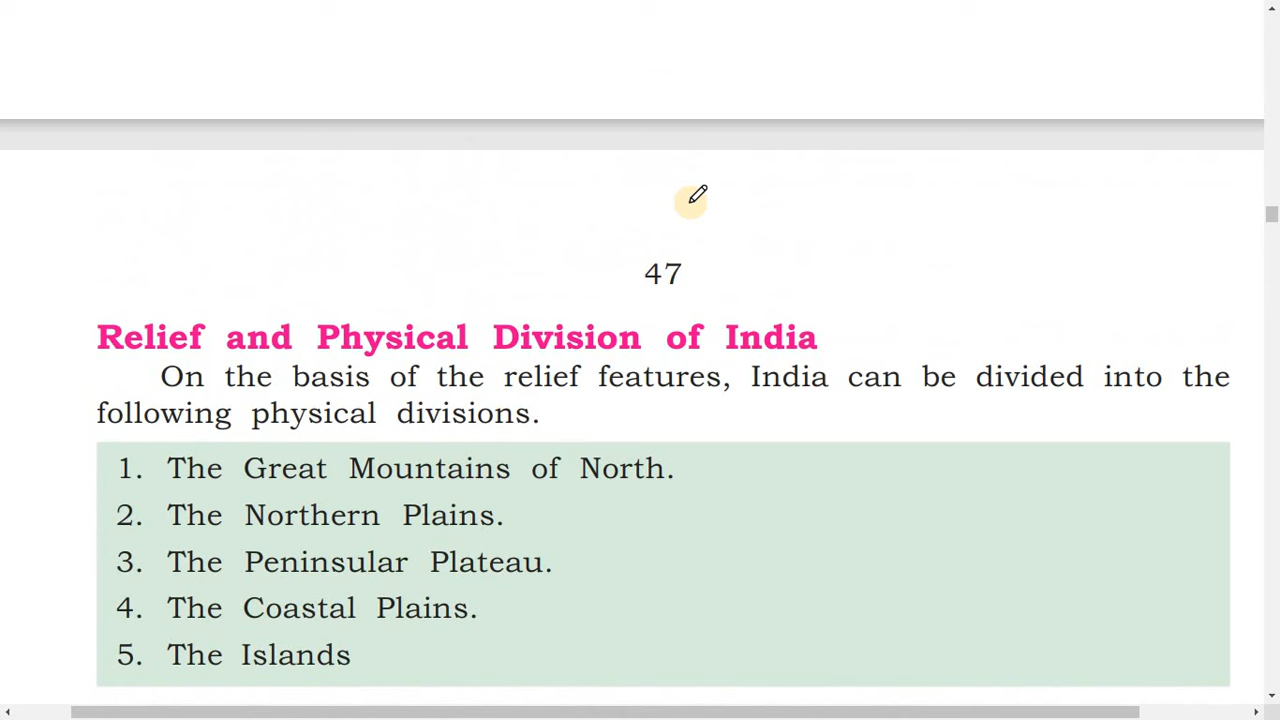 47
Relief and Physical Division of India
On the basis of the relief features, India can be divided into the
following physical divisions.
1. The Great Mountains of North.
2. The Northern Plains.
3. The Peninsular Plateau.
4. The Coastal Plains.
5. The Islands